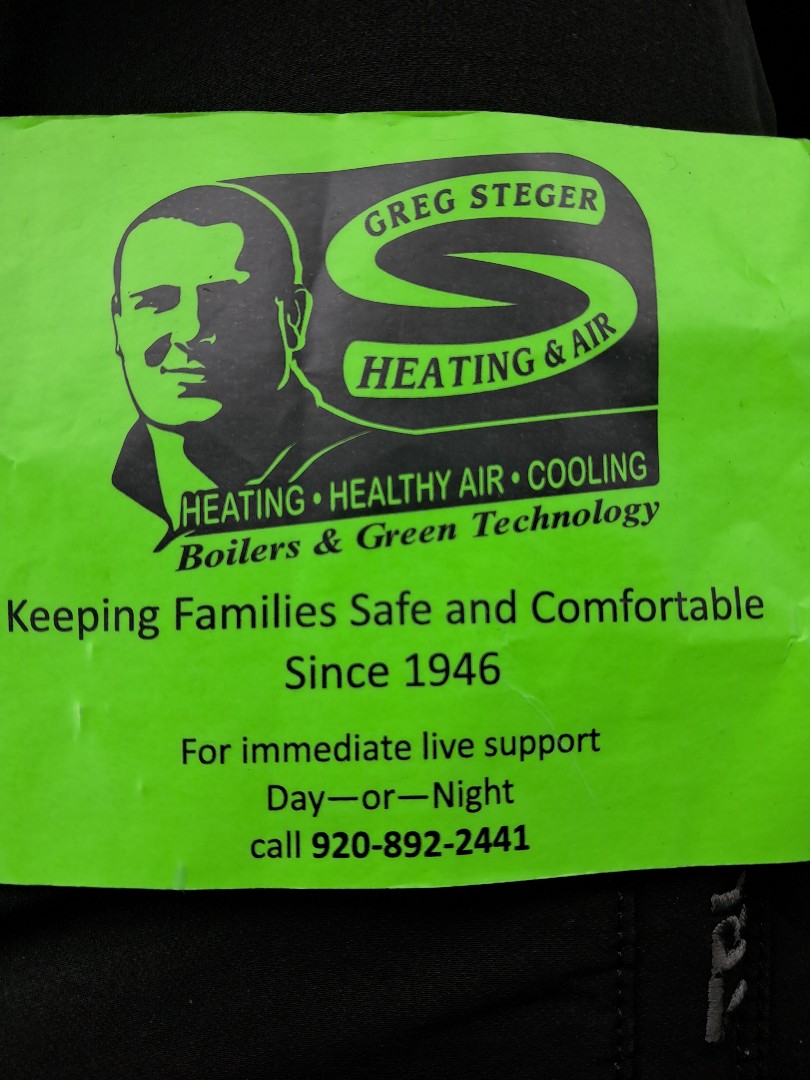 GREG STEGER
HEATING & AIR
HEATING • HEALTHY AIR • COOLING
Boilers & Green Technology
Keeping Families Safe and Comfortable
Since 1946
For immediate live support
Day—or—Night
call 920-892-2441